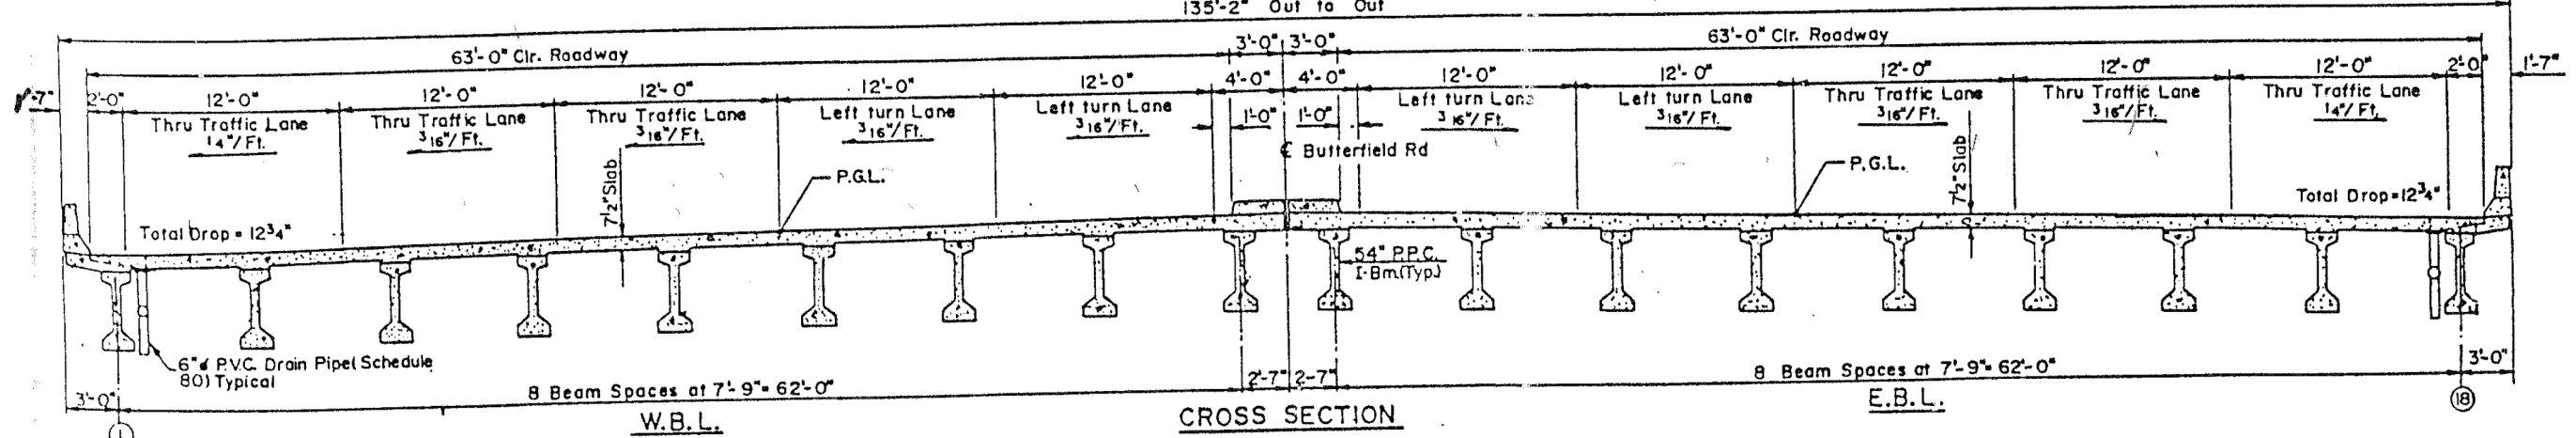 135'-2" Out to Out
63'-0" Clr. Roadway
3'-0" 3'-0"
63'-0" Clr. Roadway
1'-7" 2'-0" 12'-0" 12'-0" 12'-0" 12'-0" 12'-0" 4'-0" 4'-0" 12'-0" 12'-0" 12'-0" 12'-0" 12'-0" 2'-0" 1'-7"
Thru Traffic Lane
1/4"/Ft.
Thru Traffic Lane
3/16"/Ft.
Thru Traffic Lane
3/16"/Ft.
Left turn Lane
3/16"/Ft.
Left turn Lane
3/16"/Ft.
1'-0" 1'-0"
Left turn Lane
3/16"/Ft.
Left turn Lane
3/16"/Ft.
Thru Traffic Lane
3/16"/Ft.
Thru Traffic Lane
3/16"/Ft.
Thru Traffic Lane
1/4"/Ft.
℄ Butterfield Rd
7 1/2" Slab
P.G.L.
P.G.L.
7 1/2" Slab
Total Drop = 12 3/4"
Total Drop = 12 3/4"
54" P.P.C.
I-Bm.(Typ.)
6" ø P.V.C. Drain Pipe( Schedule
80) Typical
3'-0"
8 Beam Spaces at 7'-9" = 62'-0"
2'-7" 2'-7"
8 Beam Spaces at 7'-9" = 62'-0"
3'-0"
1
W.B.L.
CROSS SECTION
E.B.L.
18